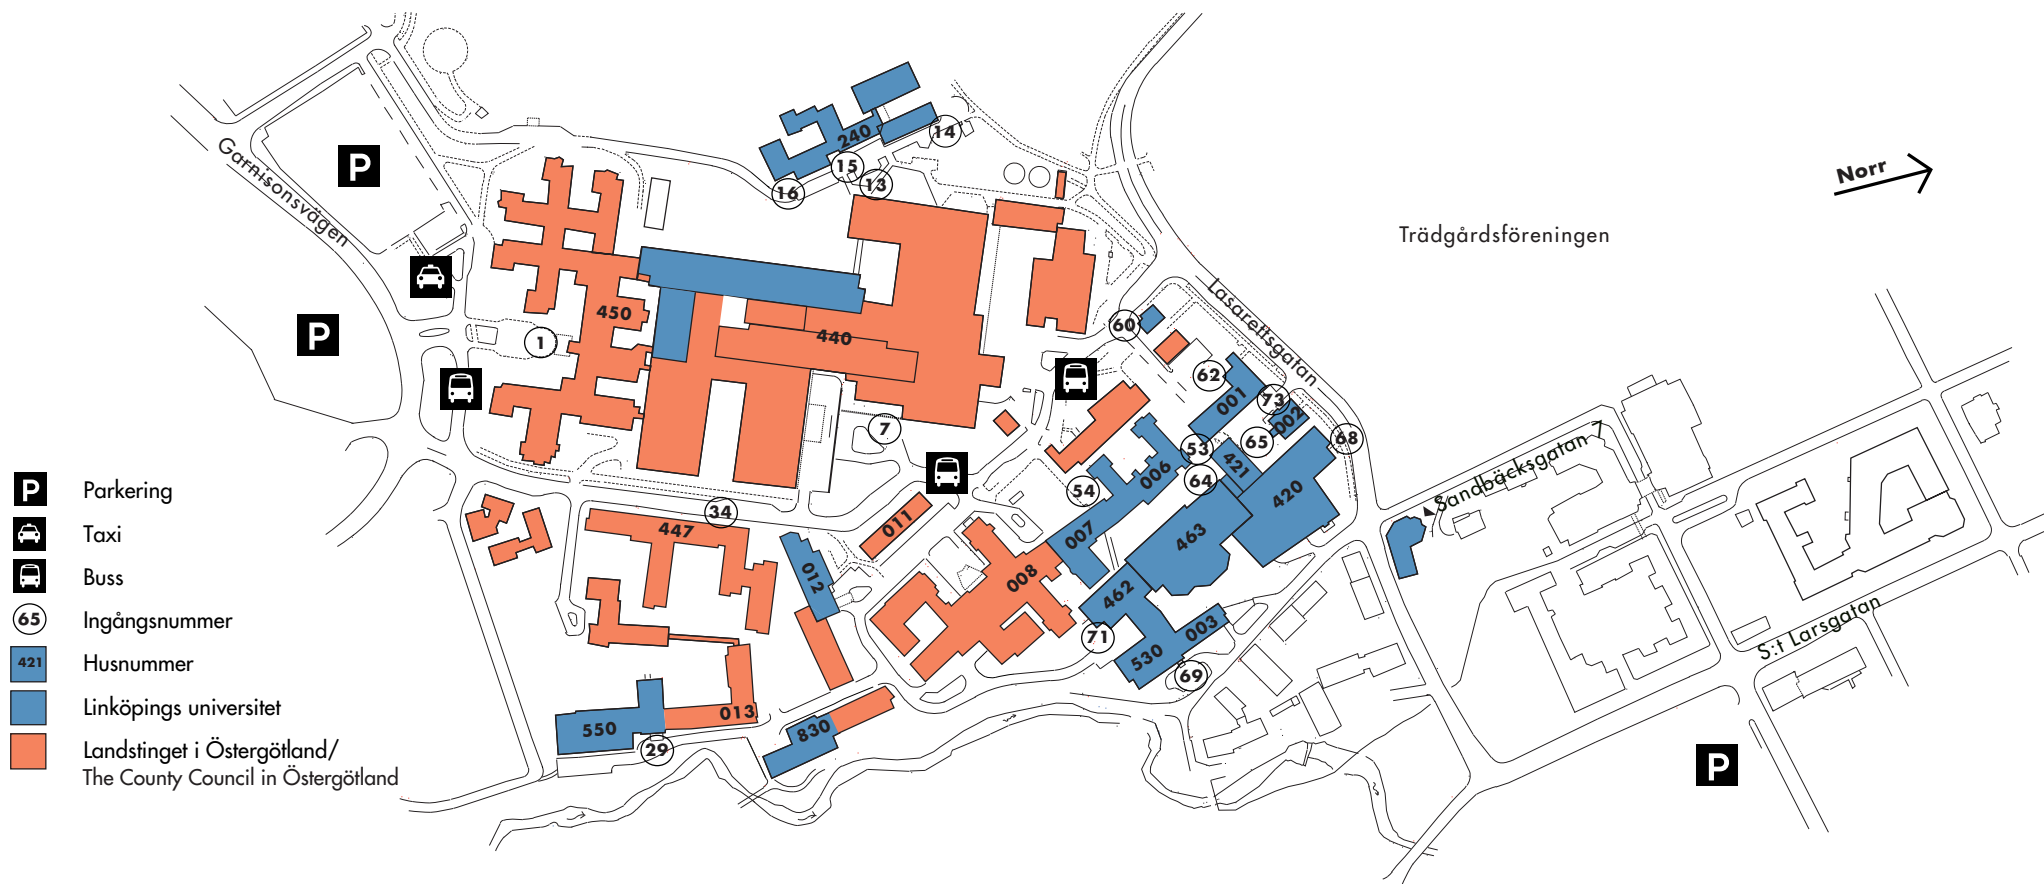 Norr
Trädgårdsföreningen
Garnisonsvägen
Lasarettsgatan
Sandbäcksgatan 7
S:t Larsgatan
240
14
15
13
16
450
440
1
7
60
62
001
73
002
53
65
68
421
64
54
006
420
007
463
34
447
011
012
008
462
71
003
530
69
013
550
29
830
P
P
P
P Parkering
Taxi
Buss
65 Ingångsnummer
421 Husnummer
Linköpings universitet
Landstinget i Östergötland/
The County Council in Östergötland